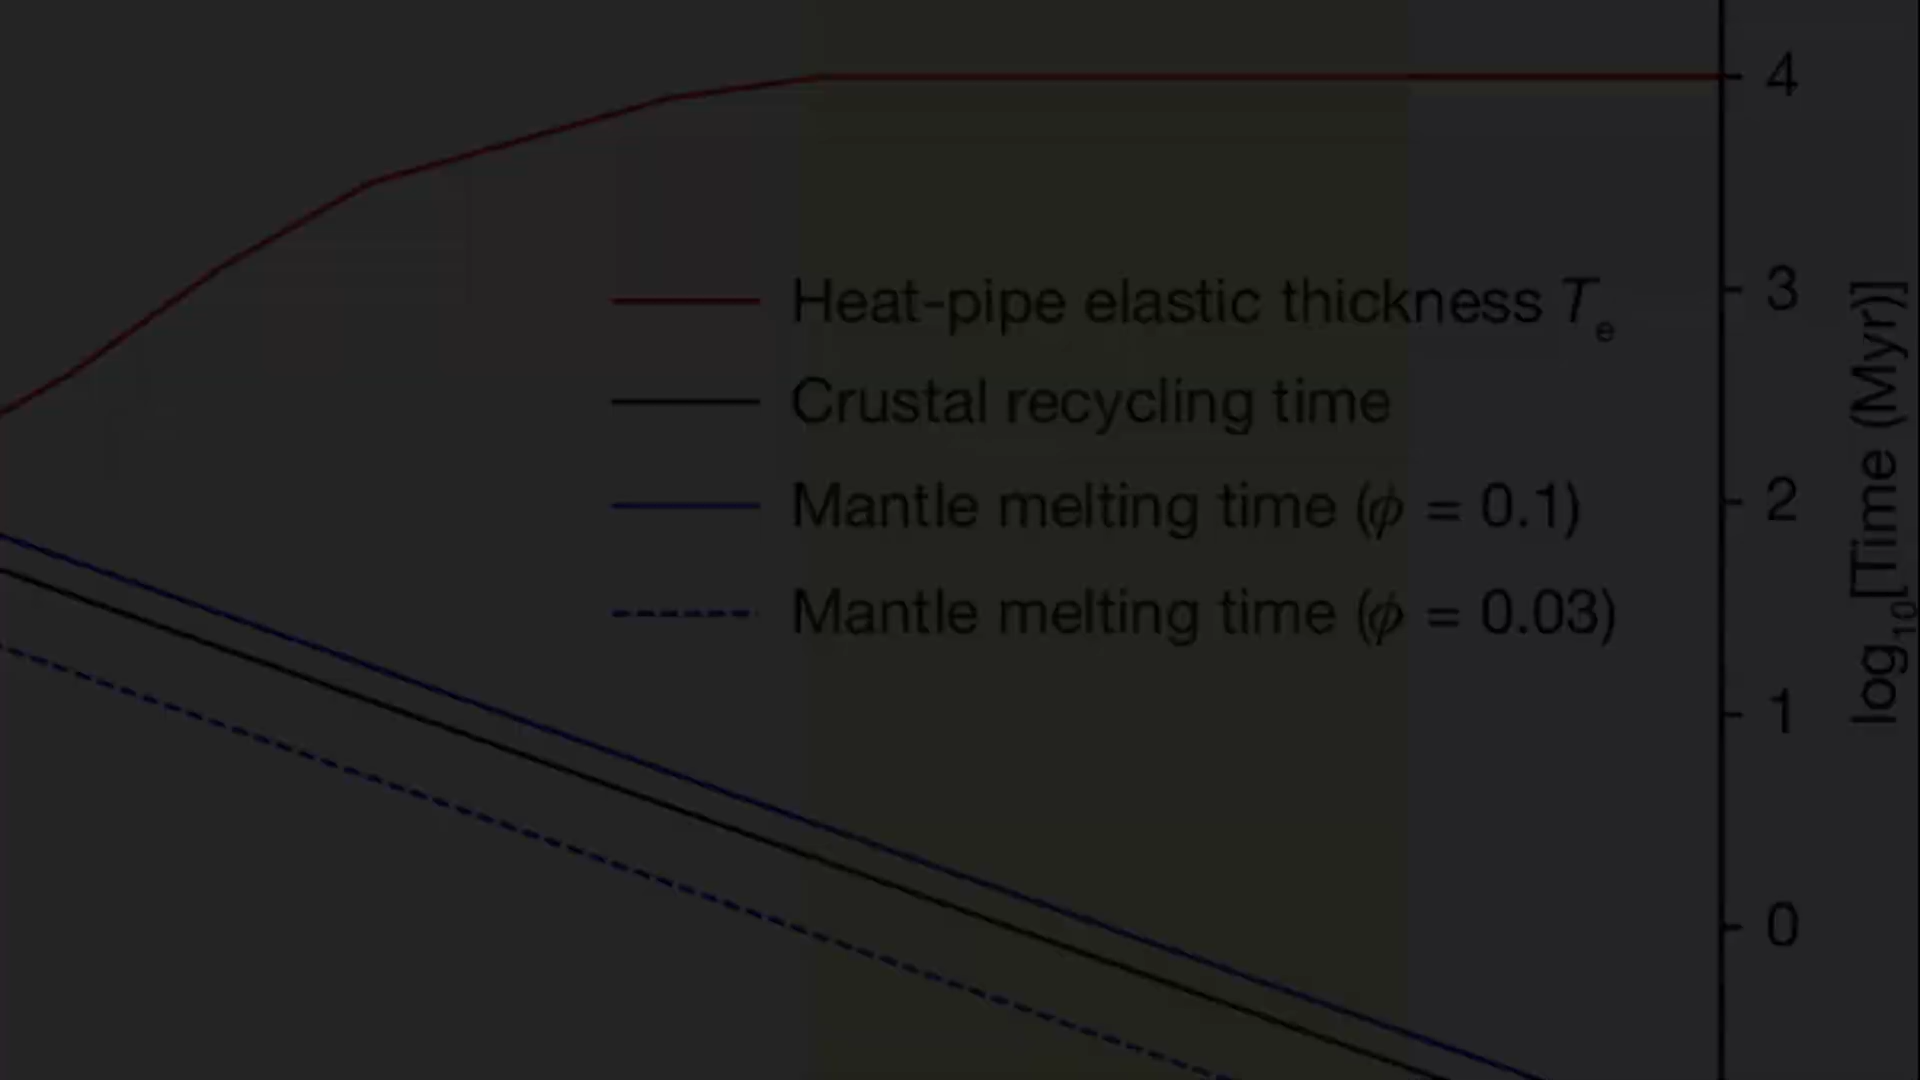 4
Heat-pipe elastic thickness Te
3
Crustal recycling time
Mantle melting time (ϕ = 0.1)
2
Mantle melting time (ϕ = 0.03)
1
0
log10[Time (Myr)]